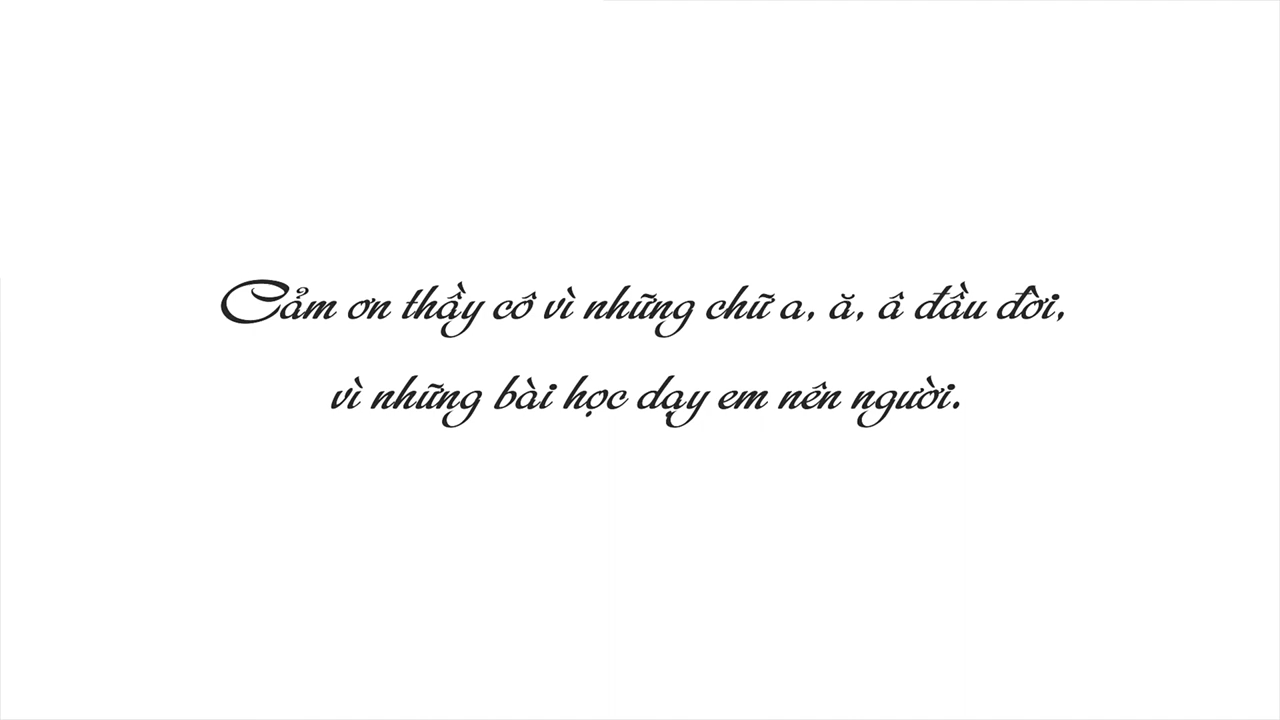 Cảm ơn thầy cô vì những chữ a, ă, â đầu đời,
vì những bài học dạy em nên người.